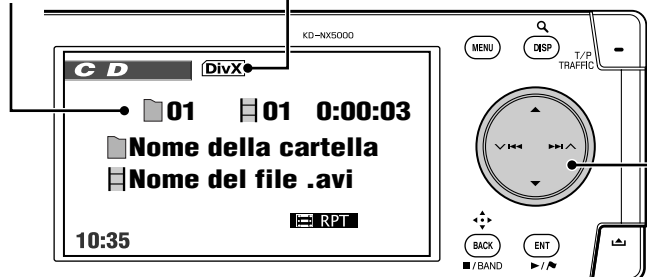 KD-NX5000
MENU
DISP
T/P
TRAFFIC
CD
DivX
01 01 0:00:03
Nome della cartella
Nome del file .avi
RPT
10:35
BACK
ENT
/BAND
/